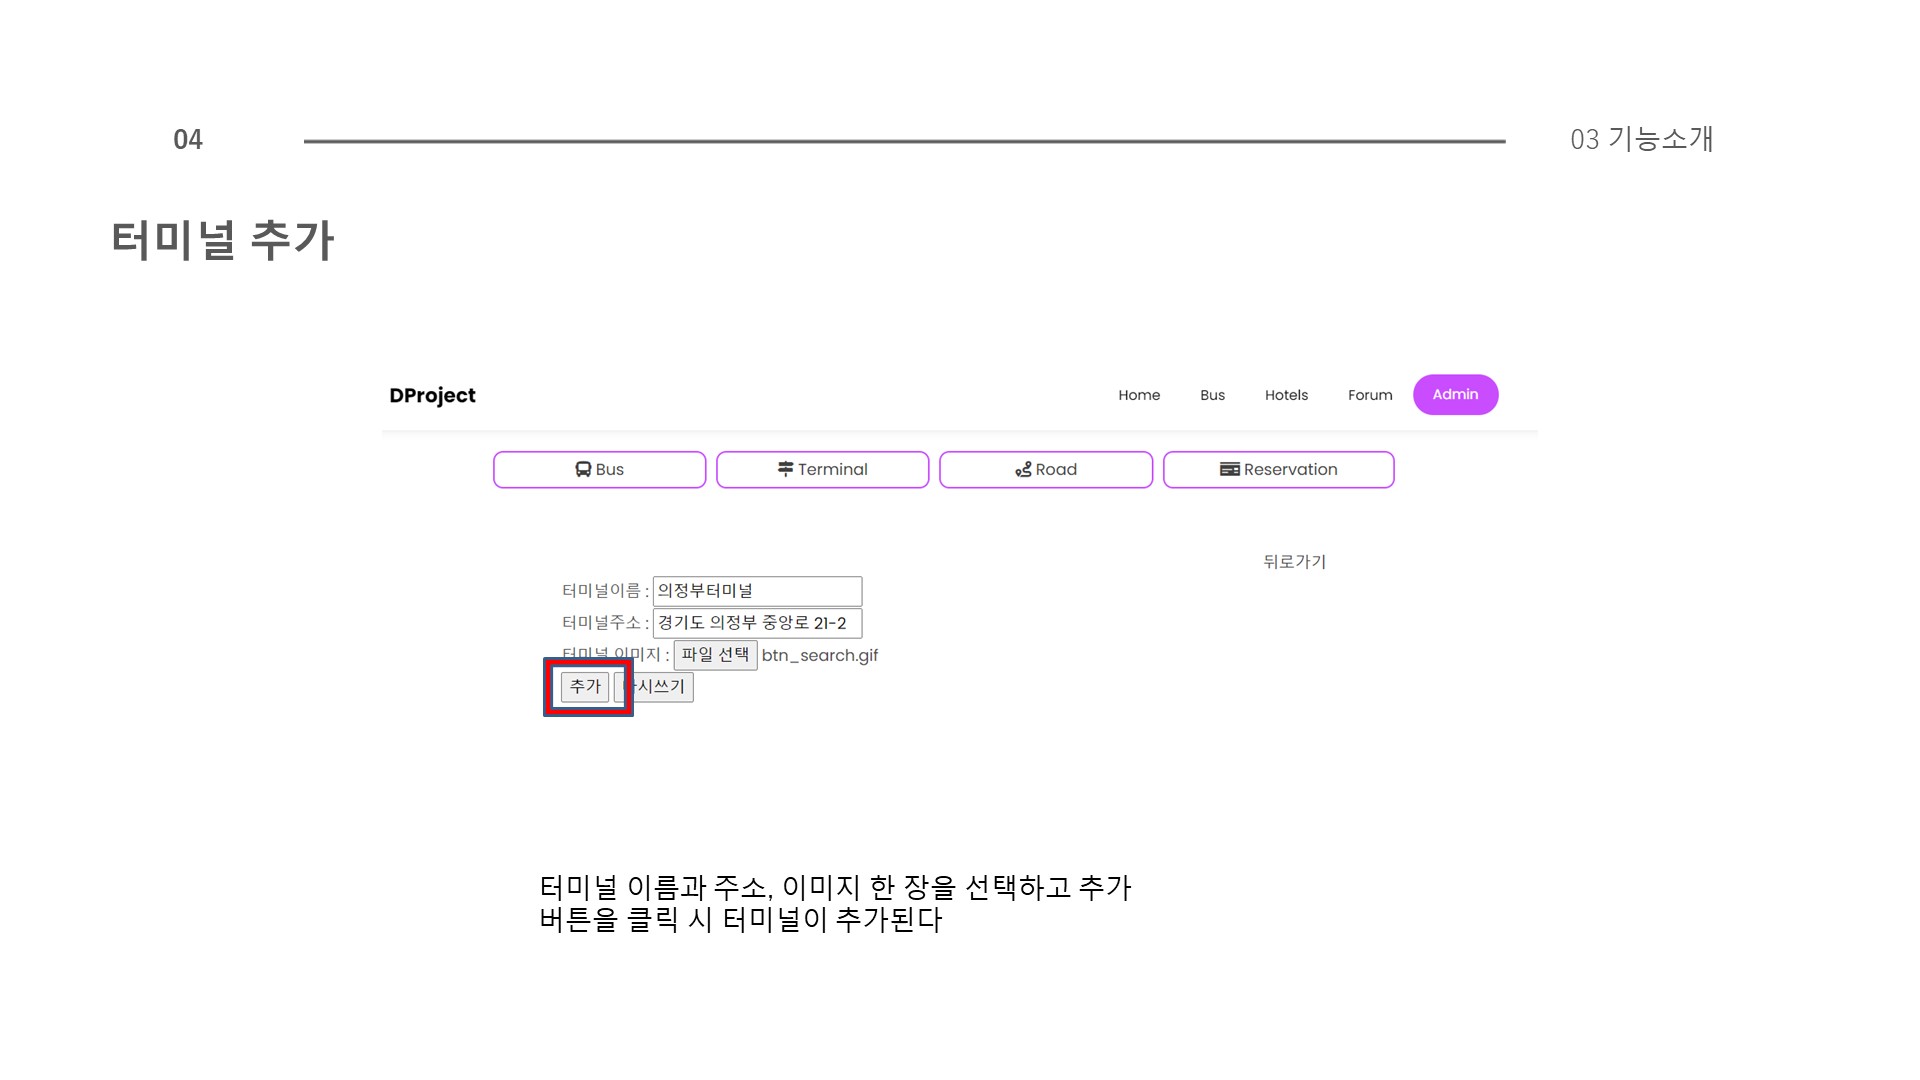 04
03 기능소개
터미널 추가
DProject
Home Bus Hotels Forum Admin
Bus Terminal Road Reservation
뒤로가기
터미널이름 : 의정부터미널
터미널주소 : 경기도 의정부 중앙로 21-2
터미널 이미지 : 파일 선택 btn_search.gif
추가 다시쓰기
터미널 이름과 주소, 이미지 한 장을 선택하고 추가
버튼을 클릭 시 터미널이 추가된다